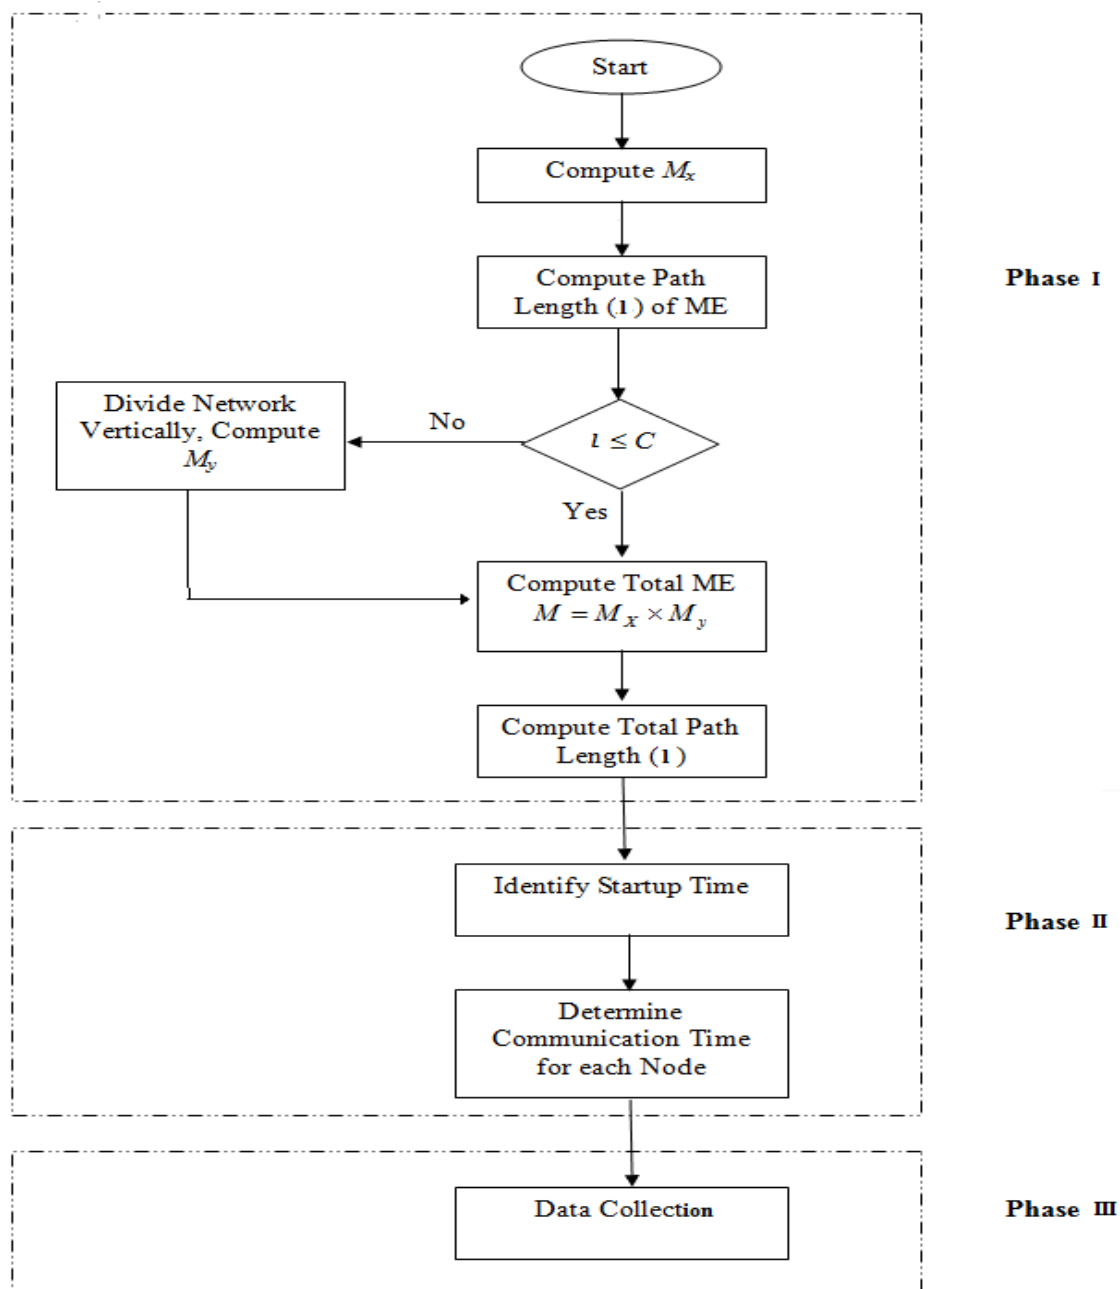 Start
Compute Mx
Compute Path
Length (l) of ME
Phase I
Divide Network
Vertically, Compute
My
No
l ≤ C
Yes
Compute Total ME
M = MX × My
Compute Total Path
Length (l)
Identify Startup Time
Phase II
Determine
Communication Time
for each Node
Data Collection
Phase III